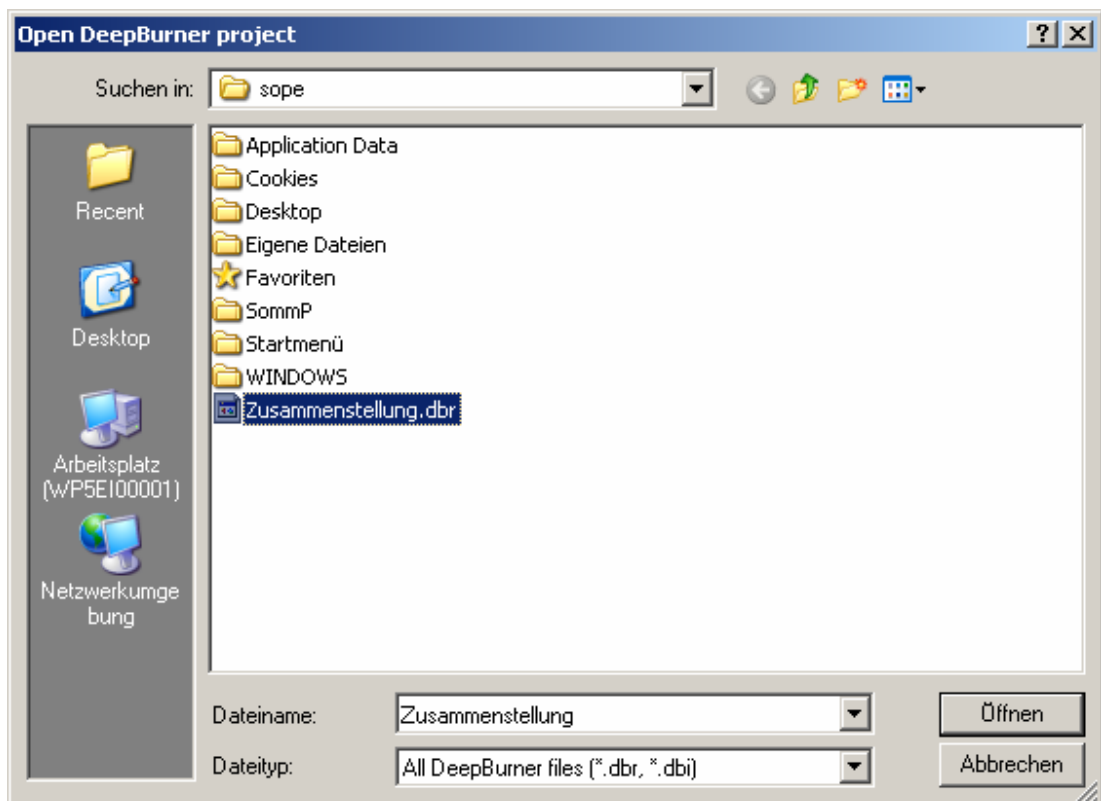 Open DeepBurner project
Suchen in:
sope
Recent
Desktop
Arbeitsplatz
(WP5EI00001)
Netzwerkumge
bung
Application Data
Cookies
Desktop
Eigene Dateien
Favoriten
SommP
Startmenü
WINDOWS
Zusammenstellung.dbr
Dateiname:
Zusammenstellung
Öffnen
Dateityp:
All DeepBurner files (*.dbr, *.dbi)
Abbrechen